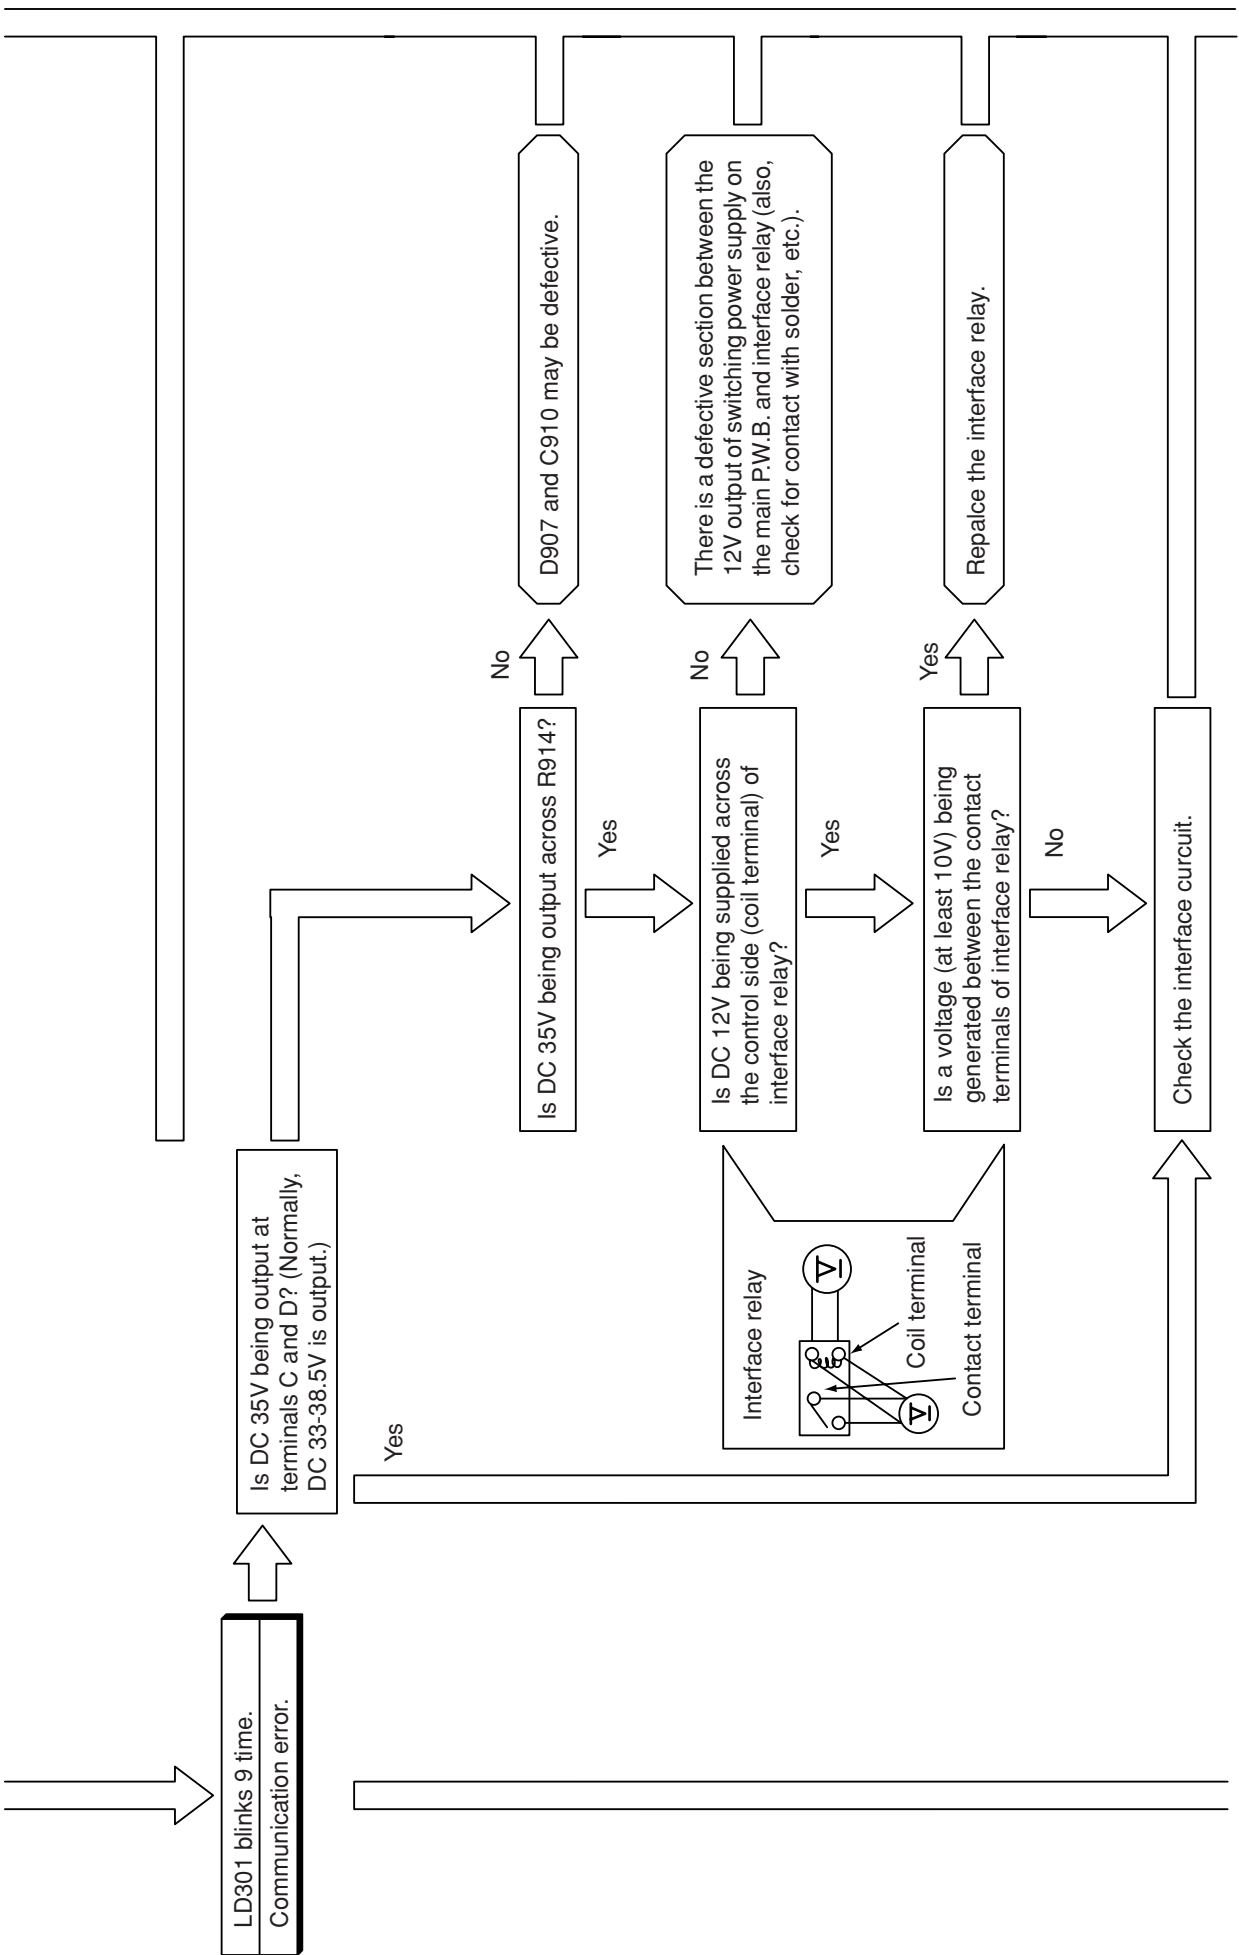 LD301 blinks 9 time.
Communication error.
Is DC 35V being output at
terminals C and D? (Normally,
DC 33-38.5V is output.)
Yes
Is DC 35V being output across R914?
No
D907 and C910 may be defective.
Yes
Is DC 12V being supplied across
the control side (coil terminal) of
interface relay?
No
There is a defective section between the
12V output of switching power supply on
the main P.W.B. and interface relay (also,
check for contact with solder, etc.).
Yes
Interface relay
V
V
Coil terminal
Contact terminal
Is a voltage (at least 10V) being
generated between the contact
terminals of interface relay?
Yes
Repalce the interface relay.
No
Check the interface curcuit.